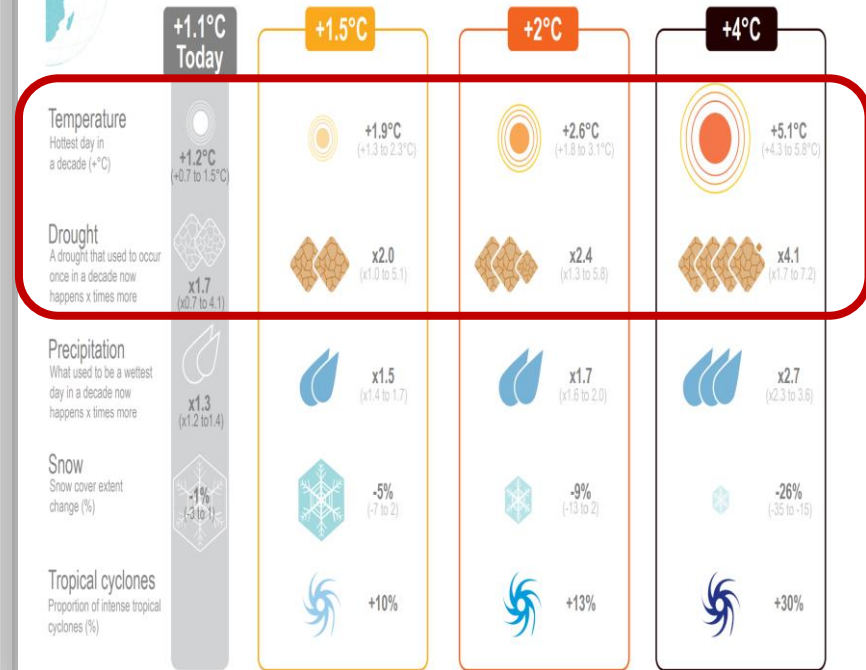 +1.1°C
Today
+1.5°C
+2°C
+4°C
Temperature
Hottest day in
a decade (+°C)
+1.2°C
(+0.7 to 1.5°C)
+1.9°C
(+1.3 to 2.3°C)
+2.6°C
(+1.8 to 3.1°C)
+5.1°C
(+4.3 to 5.8°C)
Drought
A drought that used to occur
once in a decade now
happens x times more
x1.7
(x0.7 to 4.1)
x2.0
(x1.0 to 5.1)
x2.4
(x1.3 to 5.8)
x4.1
(x1.7 to 7.2)
Precipitation
What used to be a wettest
day in a decade now
happens x times more
x1.3
(x1.2 to1.4)
x1.5
(x1.4 to 1.7)
x1.7
(x1.6 to 2.0)
x2.7
(x2.3 to 3.6)
Snow
Snow cover extent
change (%)
-1%
(-3 to 1)
-5%
(-7 to 2)
-9%
(-13 to 2)
-26%
(-35 to -15)
Tropical cyclones
Proportion of intense tropical
cyclones (%)
+10%
+13%
+30%